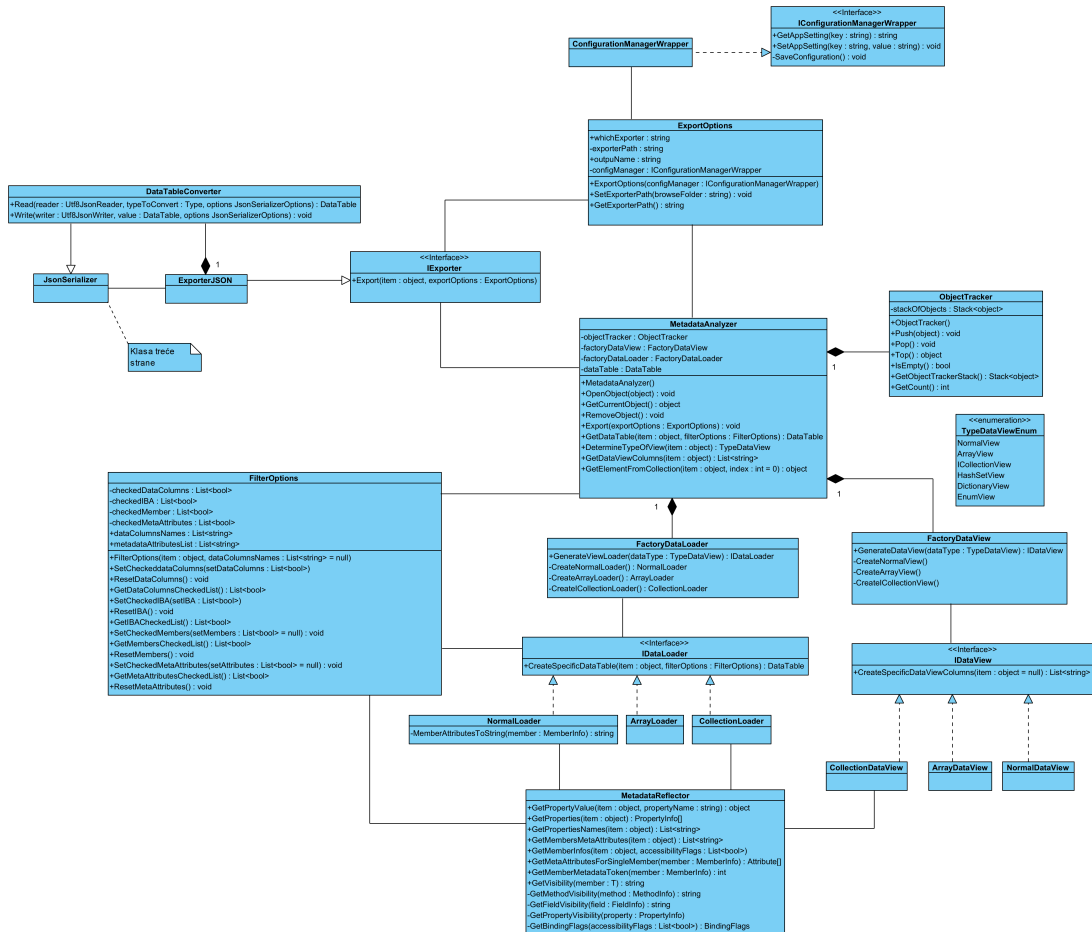 <<Interface>>
IConfigurationManagerWrapper
+GetAppSetting(key : string) : string
+SetAppSetting(key : string, value : string) : void
-SaveConfiguration() : void
ConfigurationManagerWrapper
ExportOptions
+whichExporter : string
-exporterPath : string
+outpuName : string
-configManager : IConfigurationManagerWrapper
+ExportOptions(configManager : IConfigurationManagerWrapper)
+SetExporterPath(browseFolder : string) : void
+GetExporterPath() : string
DataTableConverter
+Read(reader : Utf8JsonReader, typeToConvert : Type, options JsonSerializerOptions) : DataTable
+Write(writer : Utf8JsonWriter, value : DataTable, options JsonSerializerOptions) : void
1
JsonSerializer
ExporterJSON
<<Interface>>
IExporter
+Export(item : object, exportOptions : ExportOptions)
Klasa treće
strane
MetadataAnalyzer
-objectTracker : ObjectTracker
-factoryDataView : FactoryDataView
-factoryDataLoader : FactoryDataLoader
-dataTable : DataTable
+MetadataAnalyzer()
+OpenObject(object) : void
+GetCurrentObject() : object
+RemoveObject() : void
+Export(exportOptions : ExportOptions) : void
+GetDataTable(item : object, filterOptions : FilterOptions) : DataTable
+DetermineTypeOfView(item : object) : TypeDataView
+GetDataViewColumns(item : object) : List<string>
+GetElementFromCollection(item : object, index : int = 0) : object
1
1
1
ObjectTracker
-stackOfObjects : Stack<object>
+ObjectTracker()
+Push(object) : void
+Pop() : void
+Top() : object
+IsEmpty() : bool
+GetObjectTrackerStack() : Stack<object>
+GetCount() : int
<<enumeration>>
TypeDataViewEnum
NormalView
ArrayView
ICollectionView
HashSetView
DictionaryView
EnumView
FilterOptions
-checkedDataColumns : List<bool>
-checkedIBA : List<bool>
-checkedMember : List<bool>
-checkedMetaAttributes : List<bool>
+dataColumnsNames : List<string>
+metadataAttributesList : List<string>
+FilterOptions(item : object, dataColumnsNames : List<string> = null)
+SetCheckeddataColumns(setDataColumns : List<bool>)
+ResetDataColumns() : void
+GetDataColumnsCheckedList() : List<bool>
+SetCheckedIBA(setIBA : List<bool>)
+ResetIBA() : void
+GetIBACheckedList() : List<bool>
+SetCheckedMembers(setMembers : List<bool> = null) : void
+GetMembersCheckedList() : List<bool>
+ResetMembers() : void
+SetCheckedMetaAttributes(setAttributes : List<bool> = null) : void
+GetMetaAttributesCheckedList() : List<bool>
+ResetMetaAttributes() : void
FactoryDataLoader
+GenerateViewLoader(dataType : TypeDataView) : IDataLoader
-CreateNormalLoader() : NormalLoader
-CreateArrayLoader() : ArrayLoader
-CreateICollectionLoader() : CollectionLoader
FactoryDataView
+GenerateDataView(dataType : TypeDataView) : IDataView
-CreateNormalView()
-CreateArrayView()
-CreateICollectionView()
<<Interface>>
IDataLoader
+CreateSpecificDataTable(item : object, filterOptions : FilterOptions) : DataTable
<<Interface>>
IDataView
+CreateSpecificDataViewColumns(item : object = null) : List<string>
NormalLoader
-MemberAttributesToString(member : MemberInfo) : string
ArrayLoader
CollectionLoader
CollectionDataView
ArrayDataView
NormalDataView
MetadataReflector
+GetPropertyValue(item : object, propertyName : string) : object
+GetProperties(item : object) : PropertyInfo[]
+GetPropertiesNames(item : object) : List<string>
+GetMembersMetaAttributes(item : object) : List<string>
+GetMemberInfos(item : object, accessibilityFlags : List<bool>)
+GetMetaAttributesForSingleMember(member : MemberInfo) : Attribute[]
+GetMemberMetadataToken(member : MemberInfo) : int
+GetVisibility(member : T) : string
-GetMethodVisibility(method : MethodInfo) : string
-GetFieldVisibility(field : FieldInfo) : string
-GetPropertyVisibility(property : PropertyInfo)
-GetBindingFlags(accessibilityFlags : List<bool>) : BindingFlags